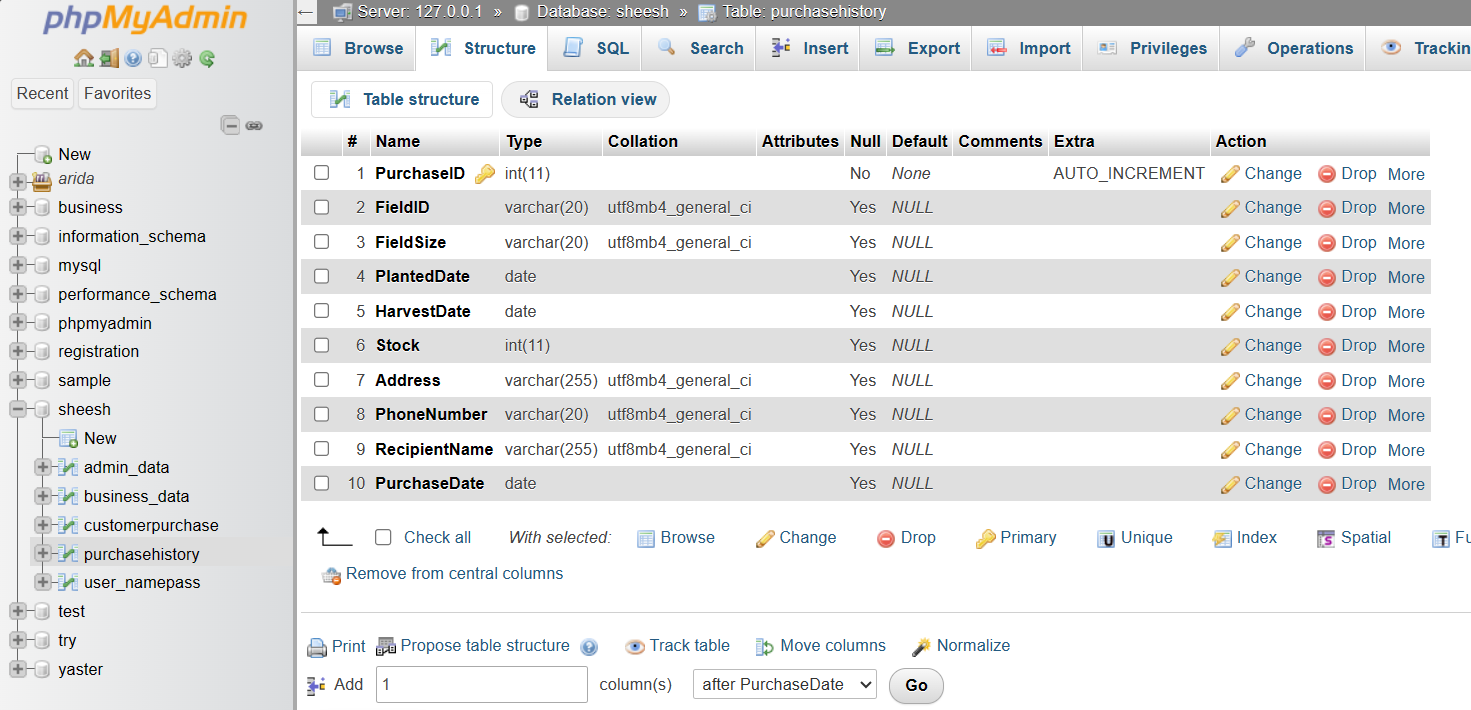 phpMyAdmin
Recent Favorites
New
arida
business
information_schema
mysql
performance_schema
phpmyadmin
registration
sample
sheesh
New
admin_data
business_data
customerpurchase
purchasehistory
user_namepass
test
try
yaster
Server: 127.0.0.1 » Database: sheesh » Table: purchasehistory
Browse Structure SQL Search Insert Export Import Privileges Operations Trackin
Table structure Relation view
# Name Type Collation Attributes Null Default Comments Extra Action
1 PurchaseID int(11) No None AUTO_INCREMENT Change Drop More
2 FieldID varchar(20) utf8mb4_general_ci Yes NULL Change Drop More
3 FieldSize varchar(20) utf8mb4_general_ci Yes NULL Change Drop More
4 PlantedDate date Yes NULL Change Drop More
5 HarvestDate date Yes NULL Change Drop More
6 Stock int(11) Yes NULL Change Drop More
7 Address varchar(255) utf8mb4_general_ci Yes NULL Change Drop More
8 PhoneNumber varchar(20) utf8mb4_general_ci Yes NULL Change Drop More
9 RecipientName varchar(255) utf8mb4_general_ci Yes NULL Change Drop More
10 PurchaseDate date Yes NULL Change Drop More
Check all With selected: Browse Change Drop Primary Unique Index Spatial Fu
Remove from central columns
Print Propose table structure Track table Move columns Normalize
Add 1 column(s) after PurchaseDate Go